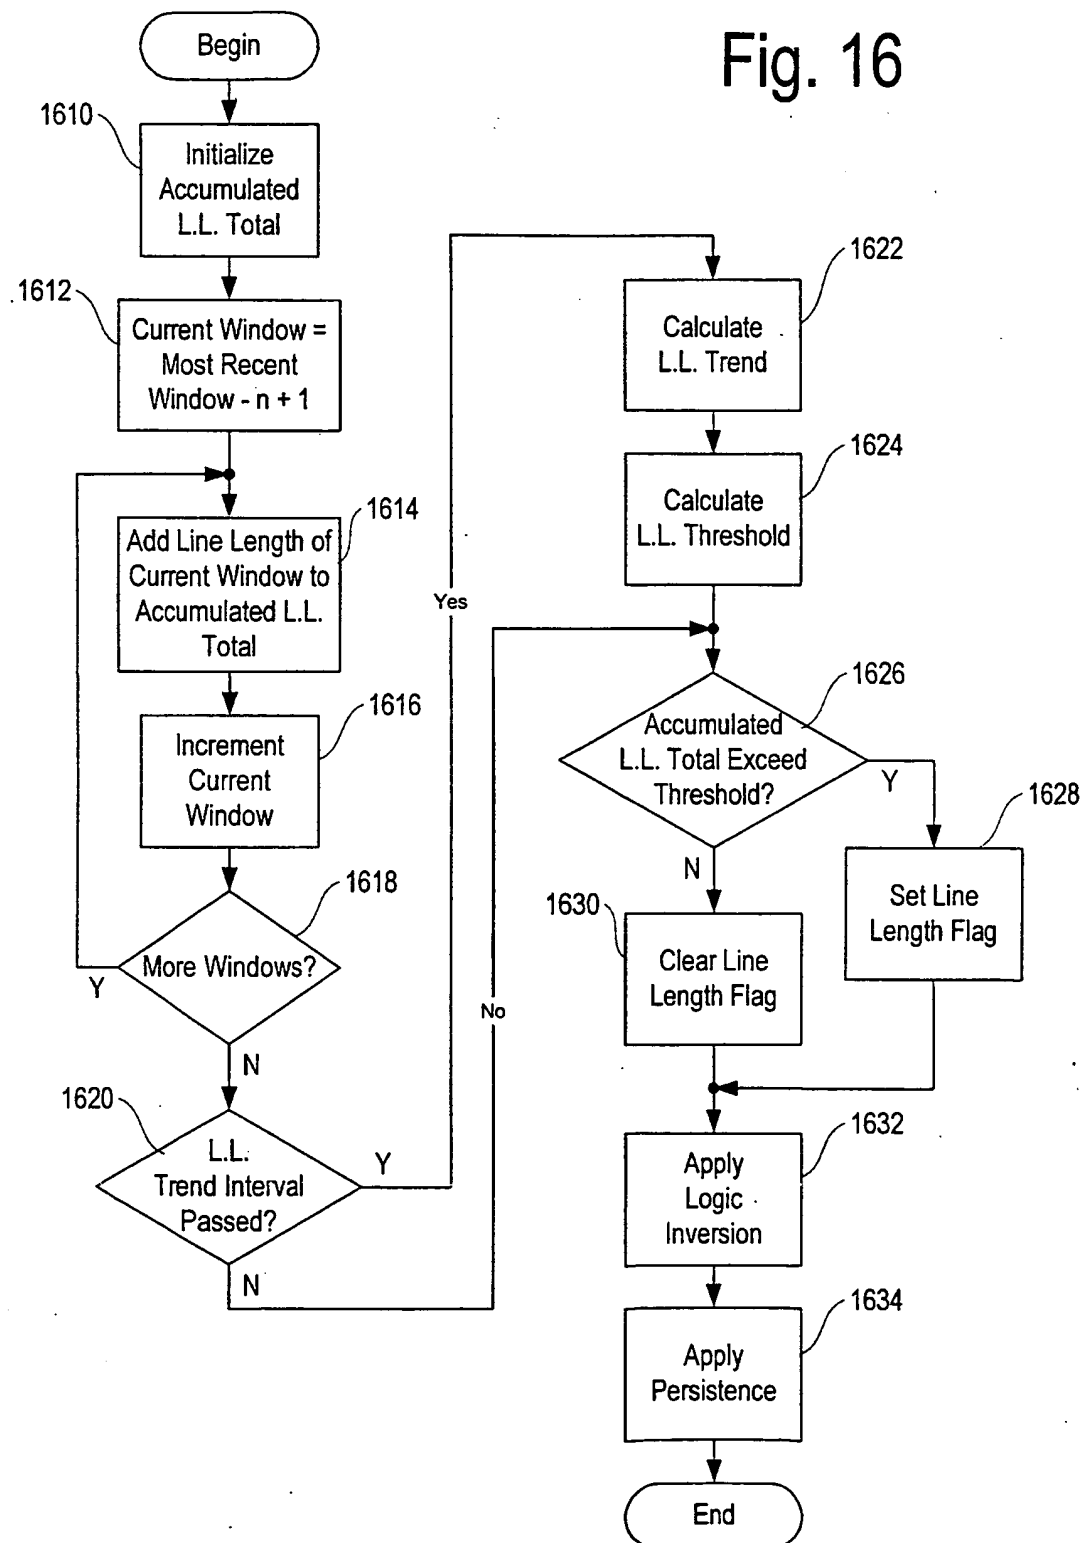 Fig. 16
Begin
1610
Initialize
Accumulated
L.L. Total
1612
Current Window =
Most Recent
Window - n + 1
1614
Add Line Length of
Current Window to
Accumulated L.L.
Total
1616
Increment
Current
Window
1618
More Windows?
Y
N
1620
L.L.
Trend Interval
Passed?
Y
N
Yes
No
1622
Calculate
L.L. Trend
1624
Calculate
L.L. Threshold
1626
Accumulated
L.L. Total Exceed
Threshold?
Y
N
1628
Set Line
Length Flag
1630
Clear Line
Length Flag
1632
Apply
Logic
Inversion
1634
Apply
Persistence
End